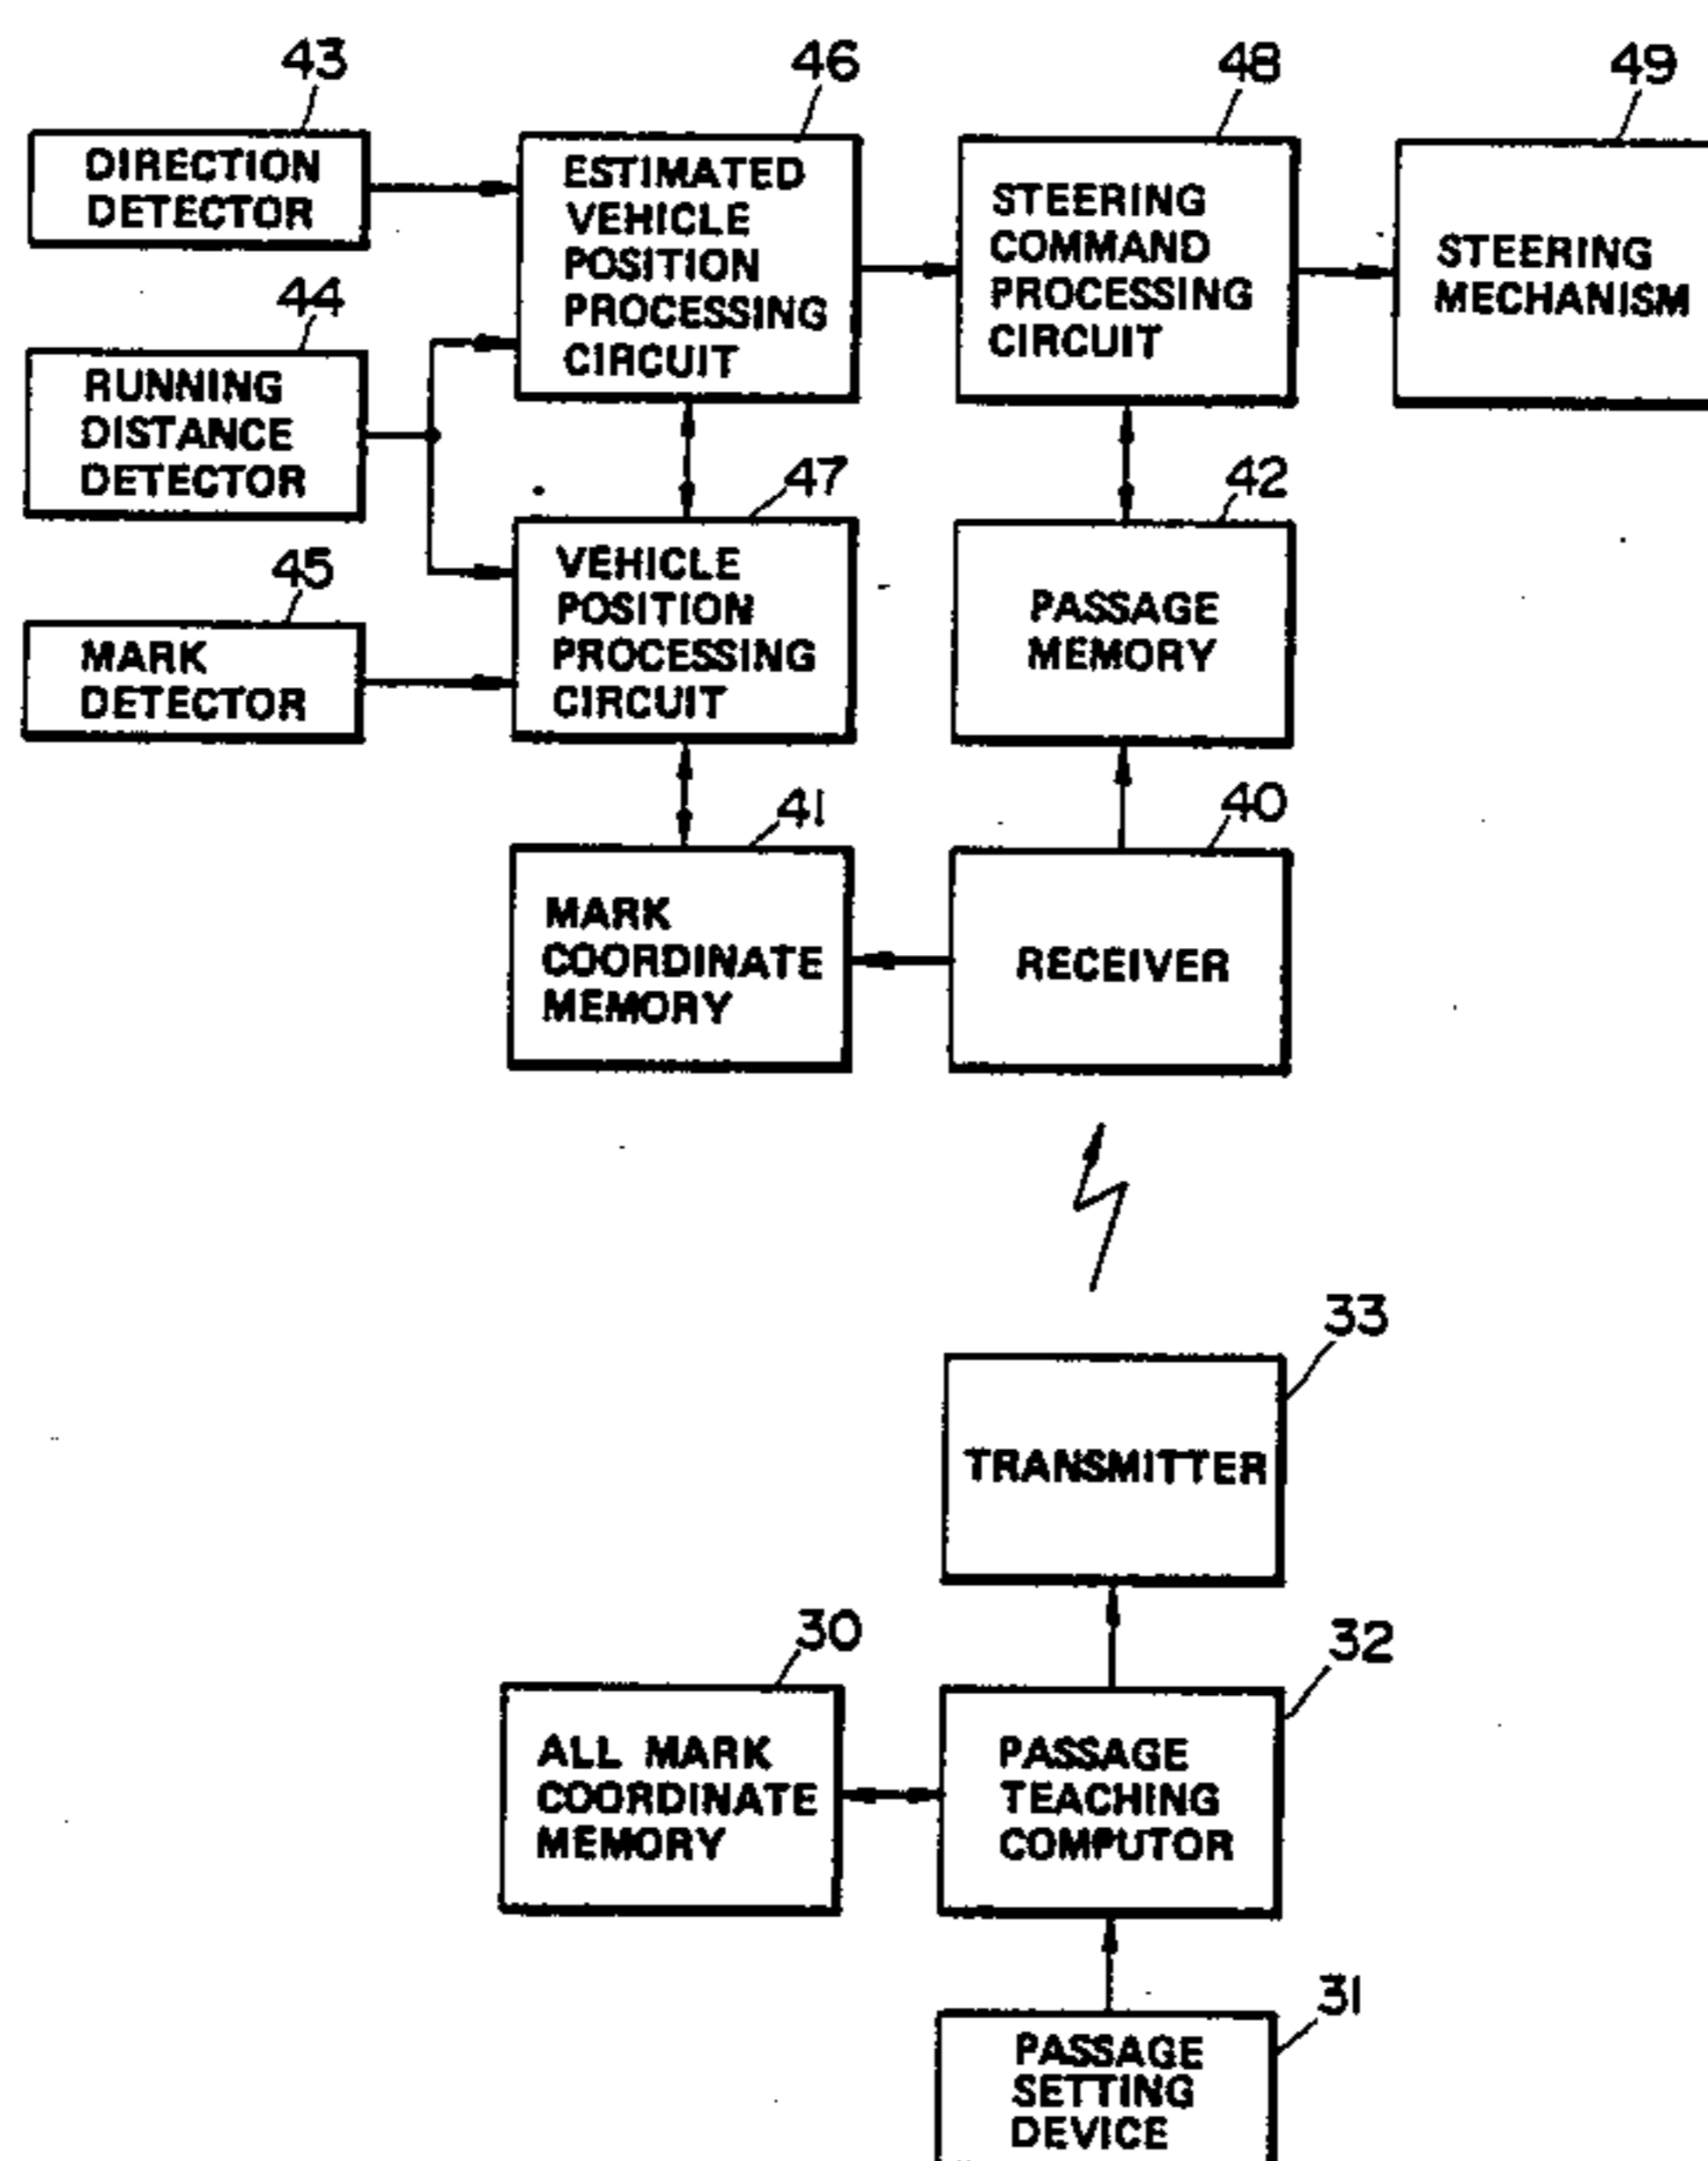 43
46
48
49
DIRECTION
DETECTOR
ESTIMATED
VEHICLE
POSITION
PROCESSING
CIRCUIT
STEERING
COMMAND
PROCESSING
CIRCUIT
STEERING
MECHANISM
44
RUNNING
DISTANCE
DETECTOR
47
42
45
MARK
DETECTOR
VEHICLE
POSITION
PROCESSING
CIRCUIT
PASSAGE
MEMORY
41
40
MARK
COORDINATE
MEMORY
RECEIVER
33
TRANSMITTER
30
32
ALL MARK
COORDINATE
MEMORY
PASSAGE
TEACHING
COMPUTOR
31
PASSAGE
SETTING
DEVICE